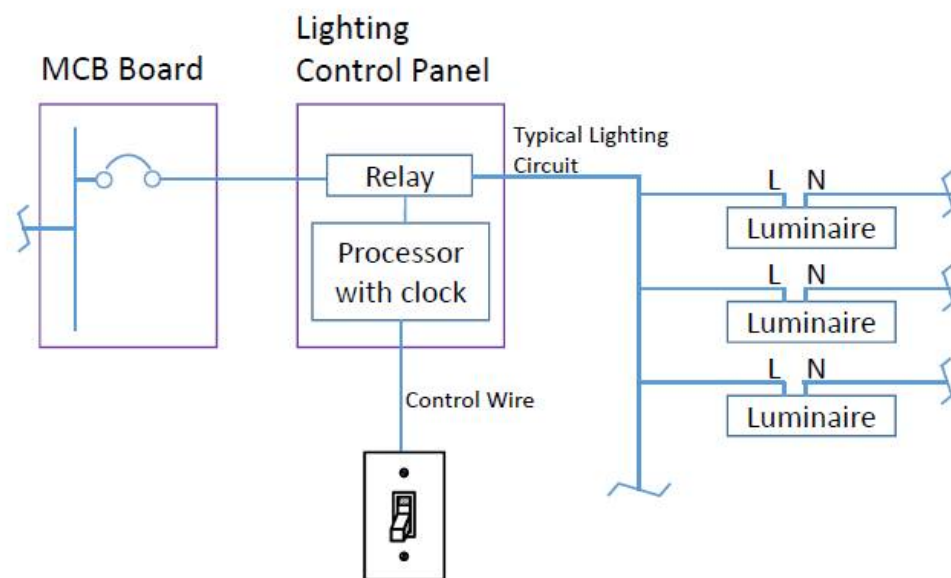 Lighting
Control Panel
MCB Board
Typical Lighting
Circuit
Relay
L N
Luminaire
Processor
with clock
L N
Luminaire
L N
Luminaire
Control Wire